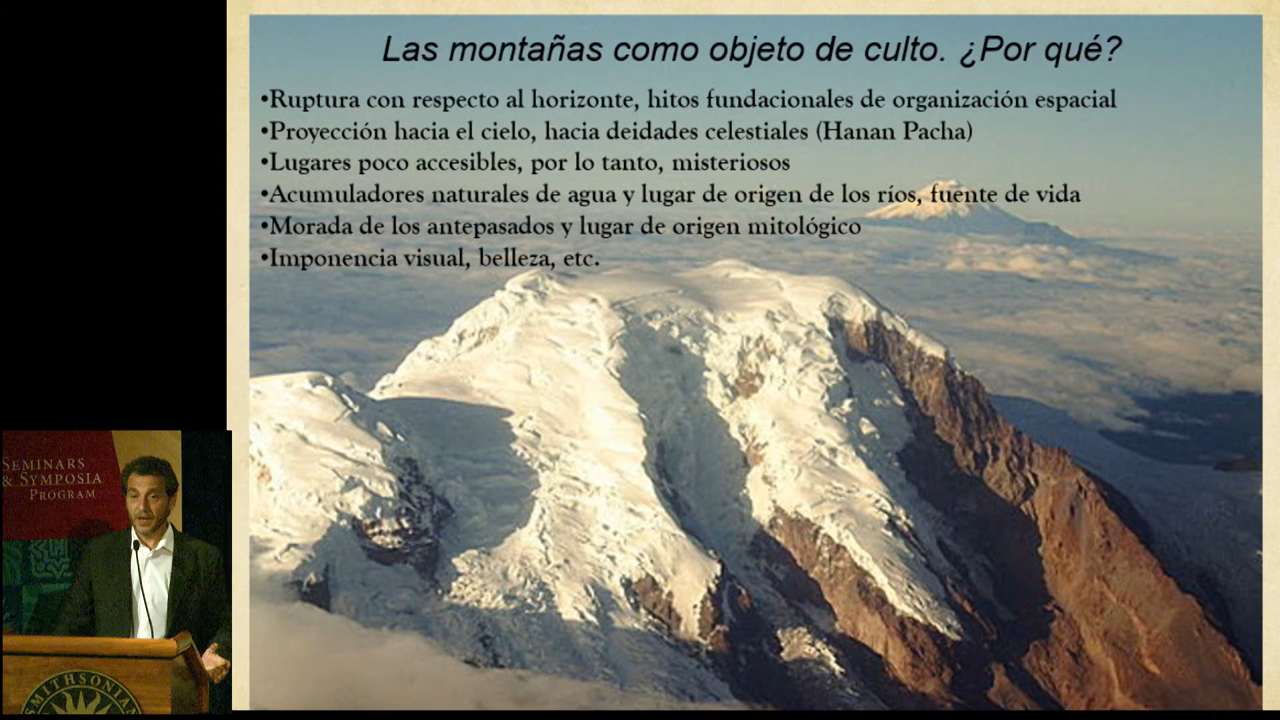 Las montañas como objeto de culto. ¿Por qué?
•Ruptura con respecto al horizonte, hitos fundacionales de organización espacial
•Proyección hacia el cielo, hacia deidades celestiales (Hanan Pacha)
•Lugares poco accesibles, por lo tanto, misteriosos
•Acumuladores naturales de agua y lugar de origen de los ríos, fuente de vida
•Morada de los antepasados y lugar de origen mitológico
•Imponencia visual, belleza, etc.
SEMINARS
& SYMPOSIA
PROGRAM
SMITHSONIAN